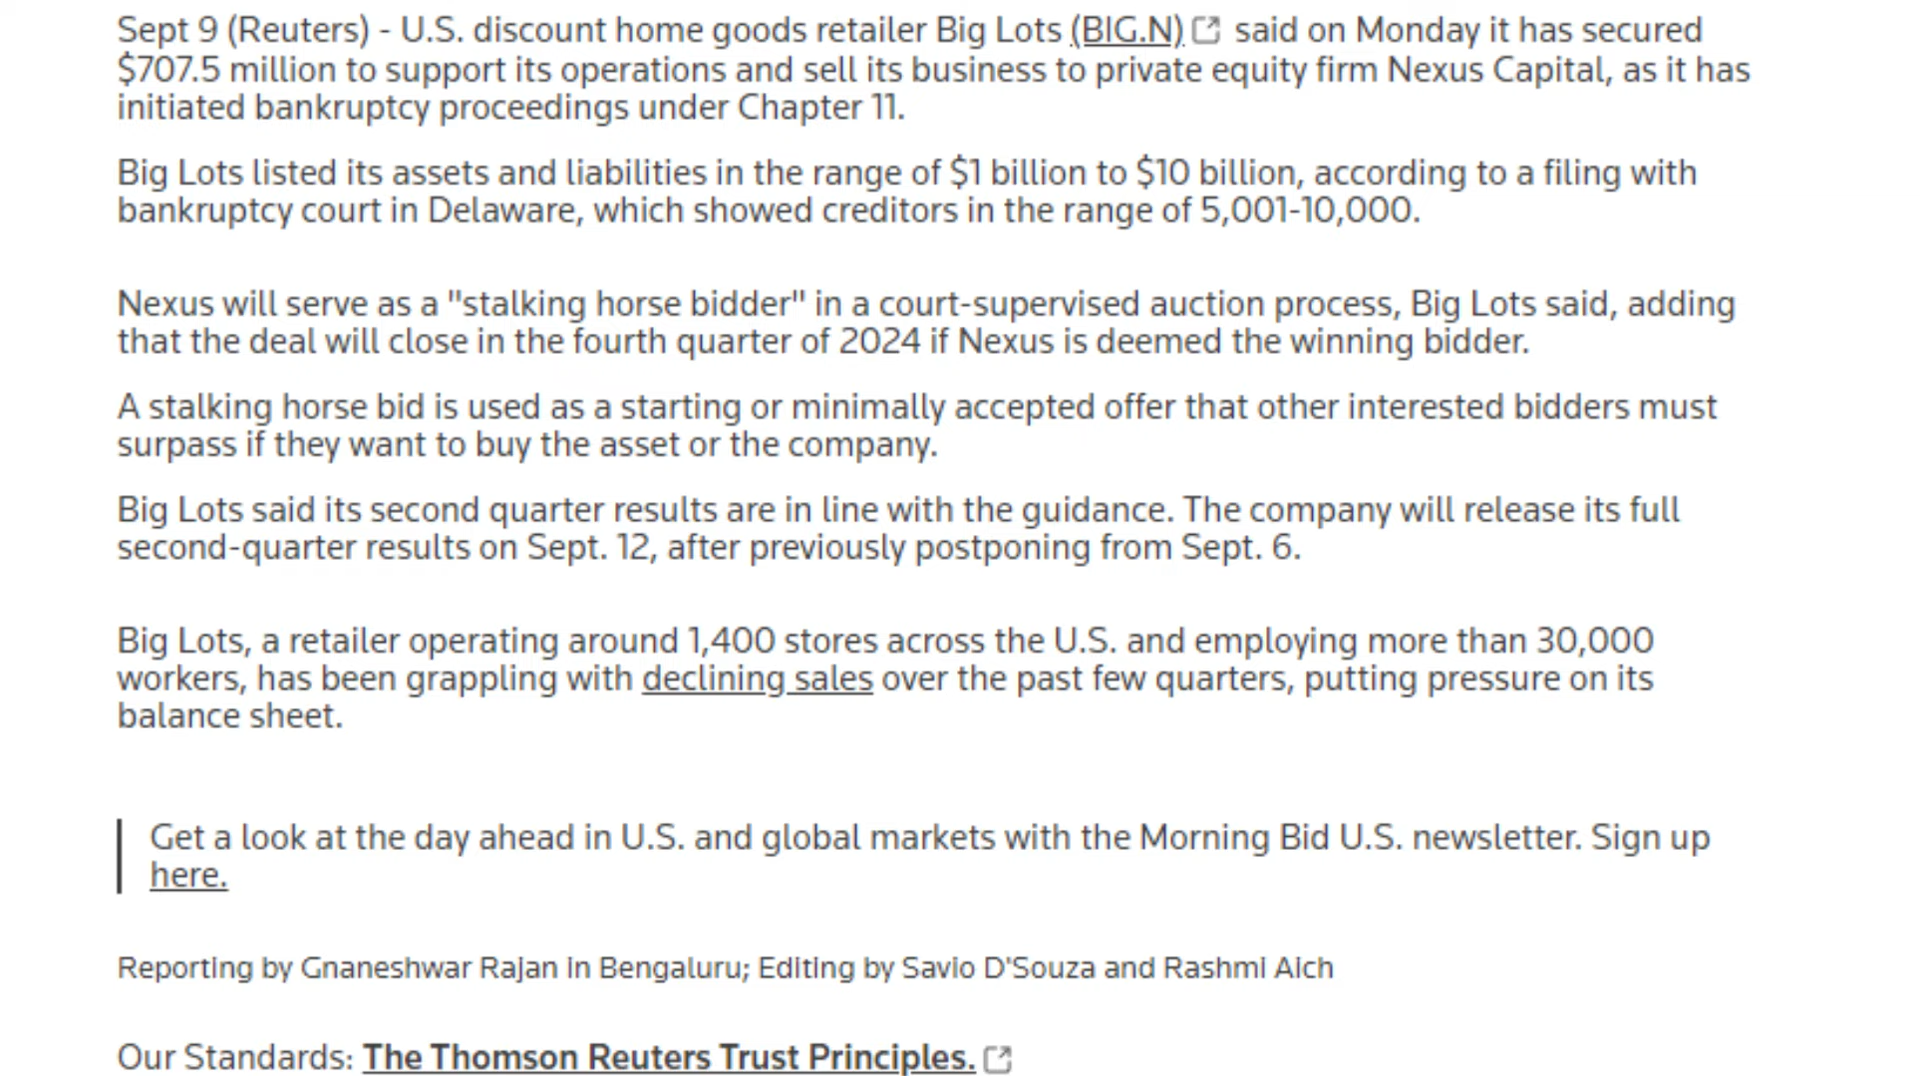 Sept 9 (Reuters) - U.S. discount home goods retailer Big Lots (BIG.N) said on Monday it has secured
$707.5 million to support its operations and sell its business to private equity firm Nexus Capital, as it has
initiated bankruptcy proceedings under Chapter 11.
Big Lots listed its assets and liabilities in the range of $1 billion to $10 billion, according to a filing with
bankruptcy court in Delaware, which showed creditors in the range of 5,001-10,000.
Nexus will serve as a "stalking horse bidder" in a court-supervised auction process, Big Lots said, adding
that the deal will close in the fourth quarter of 2024 if Nexus is deemed the winning bidder.
A stalking horse bid is used as a starting or minimally accepted offer that other interested bidders must
surpass if they want to buy the asset or the company.
Big Lots said its second quarter results are in line with the guidance. The company will release its full
second-quarter results on Sept. 12, after previously postponing from Sept. 6.
Big Lots, a retailer operating around 1,400 stores across the U.S. and employing more than 30,000
workers, has been grappling with declining sales over the past few quarters, putting pressure on its
balance sheet.
Get a look at the day ahead in U.S. and global markets with the Morning Bid U.S. newsletter. Sign up
here.
Reporting by Gnaneshwar Rajan in Bengaluru; Editing by Savio D'Souza and Rashmi Aich
Our Standards: The Thomson Reuters Trust Principles.